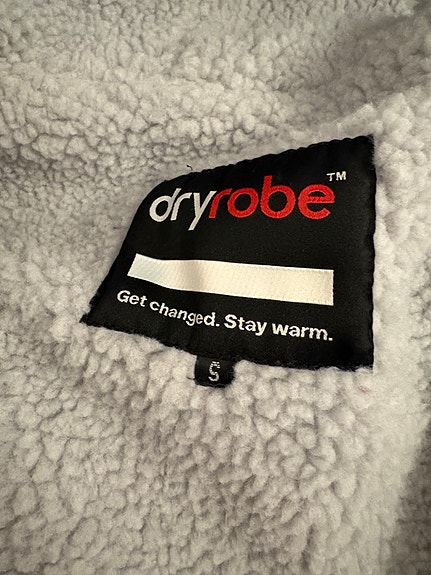 dryrobe™
Get changed. Stay warm.
S